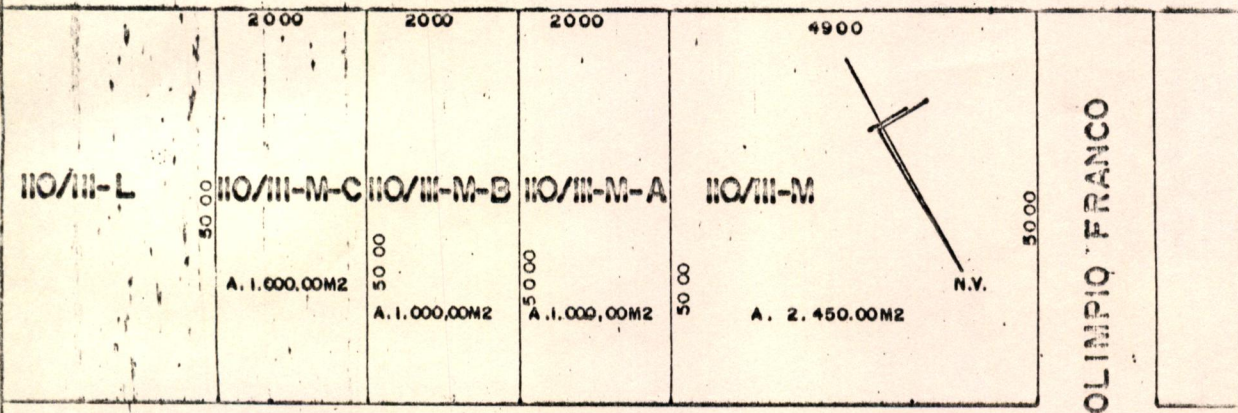 2000
2000
2000
4900
110/111-L
110/111-M-C
110/111-M-B
110/111-M-A
110/111-M
50 00
50 00
50 00
50 00
50 00
A. 1.000.00M2
A. 1.000,00M2
A. 1.000,00M2
A. 2.450.00M2
N.V.
OLIMPIO FRANCO